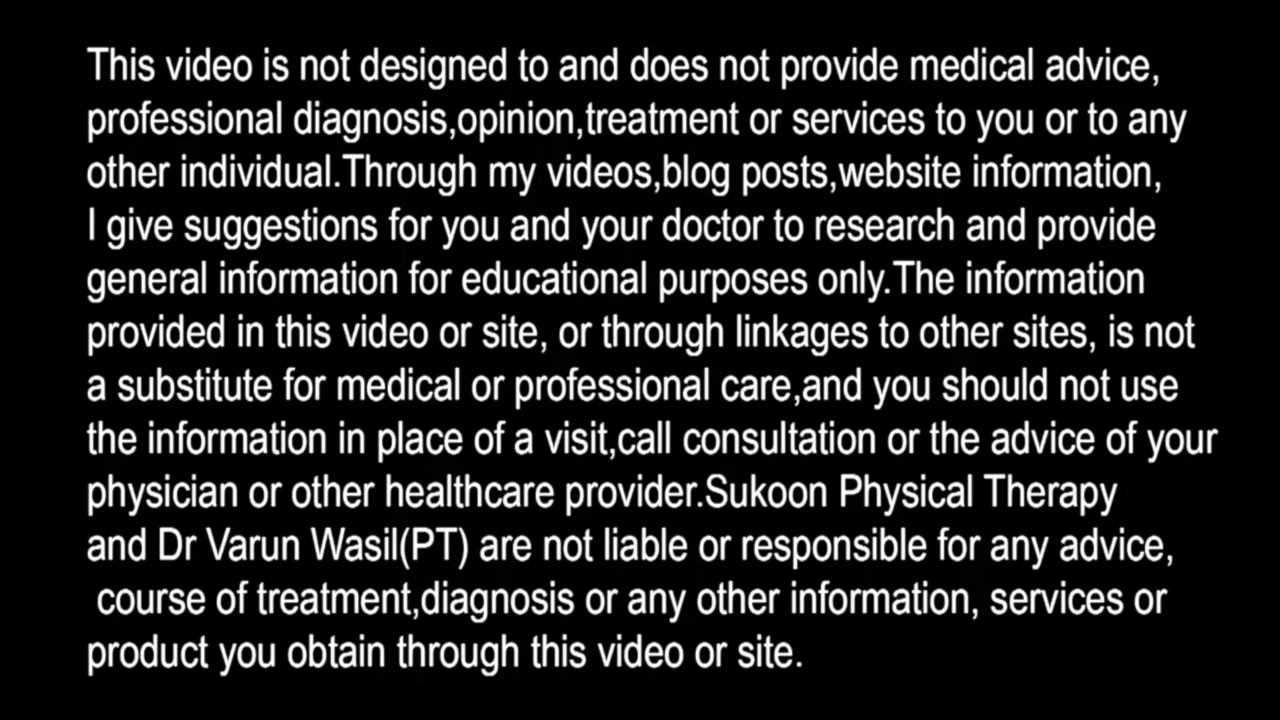 This video is not designed to and does not provide medical advice,
professional diagnosis,opinion,treatment or services to you or to any
other individual.Through my videos,blog posts,website information,
I give suggestions for you and your doctor to research and provide
general information for educational purposes only.The information
provided in this video or site, or through linkages to other sites, is not
a substitute for medical or professional care,and you should not use
the information in place of a visit,call consultation or the advice of your
physician or other healthcare provider.Sukoon Physical Therapy
and Dr Varun Wasil(PT) are not liable or responsible for any advice,
course of treatment,diagnosis or any other information, services or
product you obtain through this video or site.